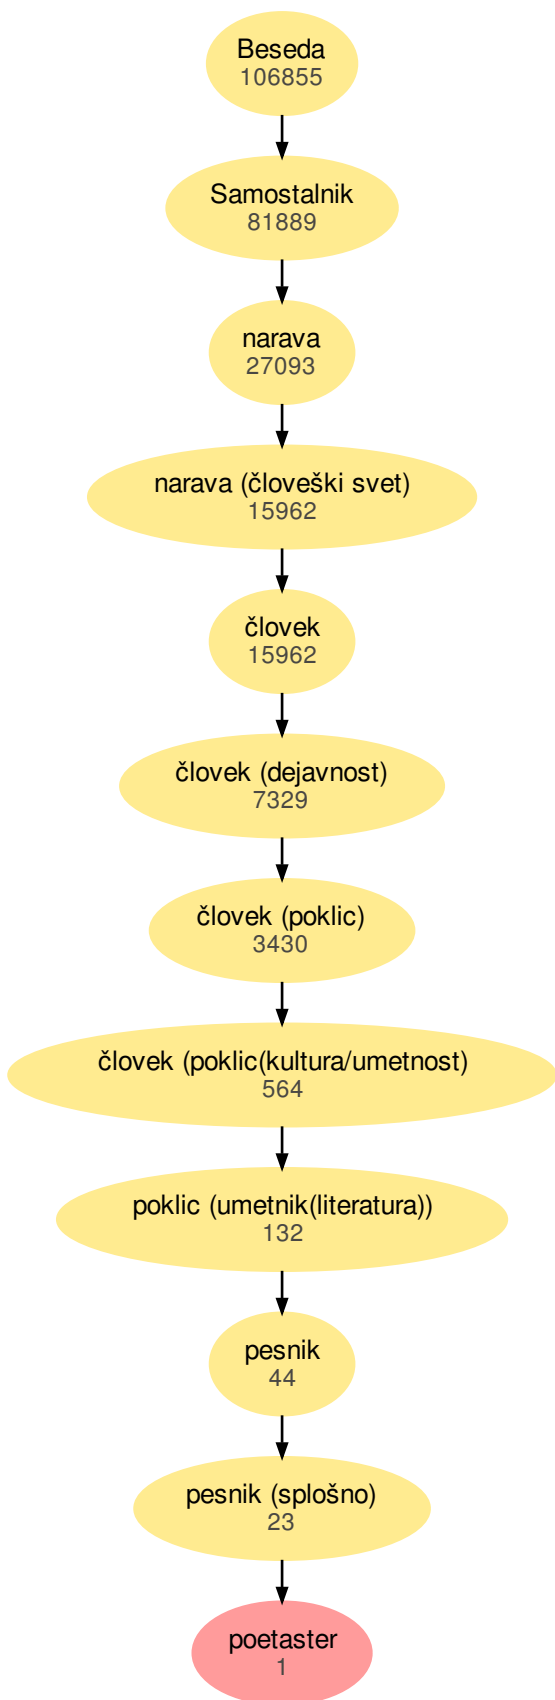 Beseda
106855
Samostalnik
81889
narava
27093
narava (človeški svet)
15962
človek
15962
človek (dejavnost)
7329
človek (poklic)
3430
človek (poklic(kultura/umetnost)
564
poklic (umetnik(literatura))
132
pesnik
44
pesnik (splošno)
23
poetaster
1